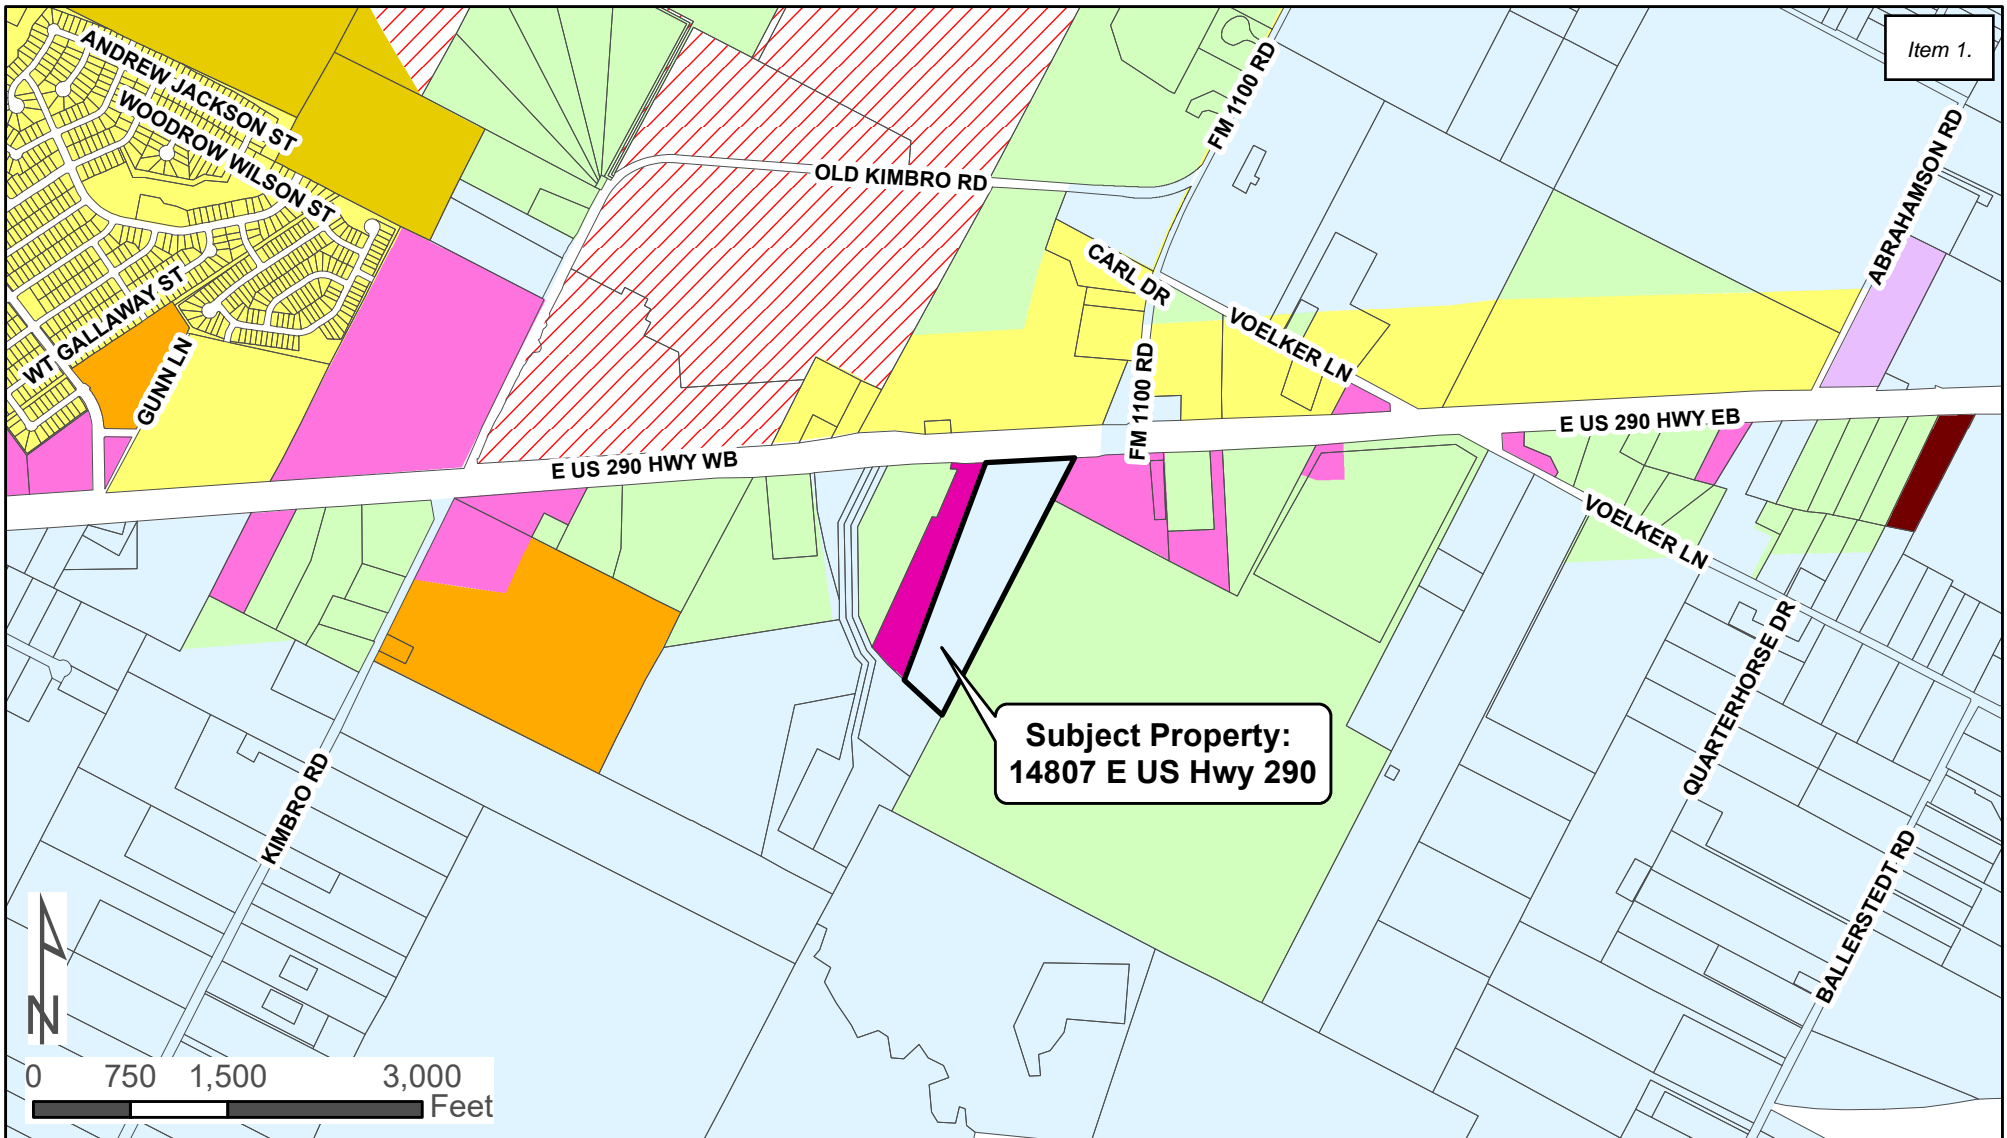 Item 1.
ANDREW JACKSON ST
WOODROW WILSON ST
FM 1100 RD
ABRAHAMSON RD
OLD KIMBRO RD
CARL DR
WT GALLAWAY ST
GUNN LN
VOELKER LN
FM 1100 RD
E US 290 HWY EB
E US 290 HWY WB
VOELKER LN
QUARTERHORSE DR
Subject Property:
14807 E US Hwy 290
KIMBRO RD
BALLERSTEDT RD
N
0 750 1,500 3,000
Feet